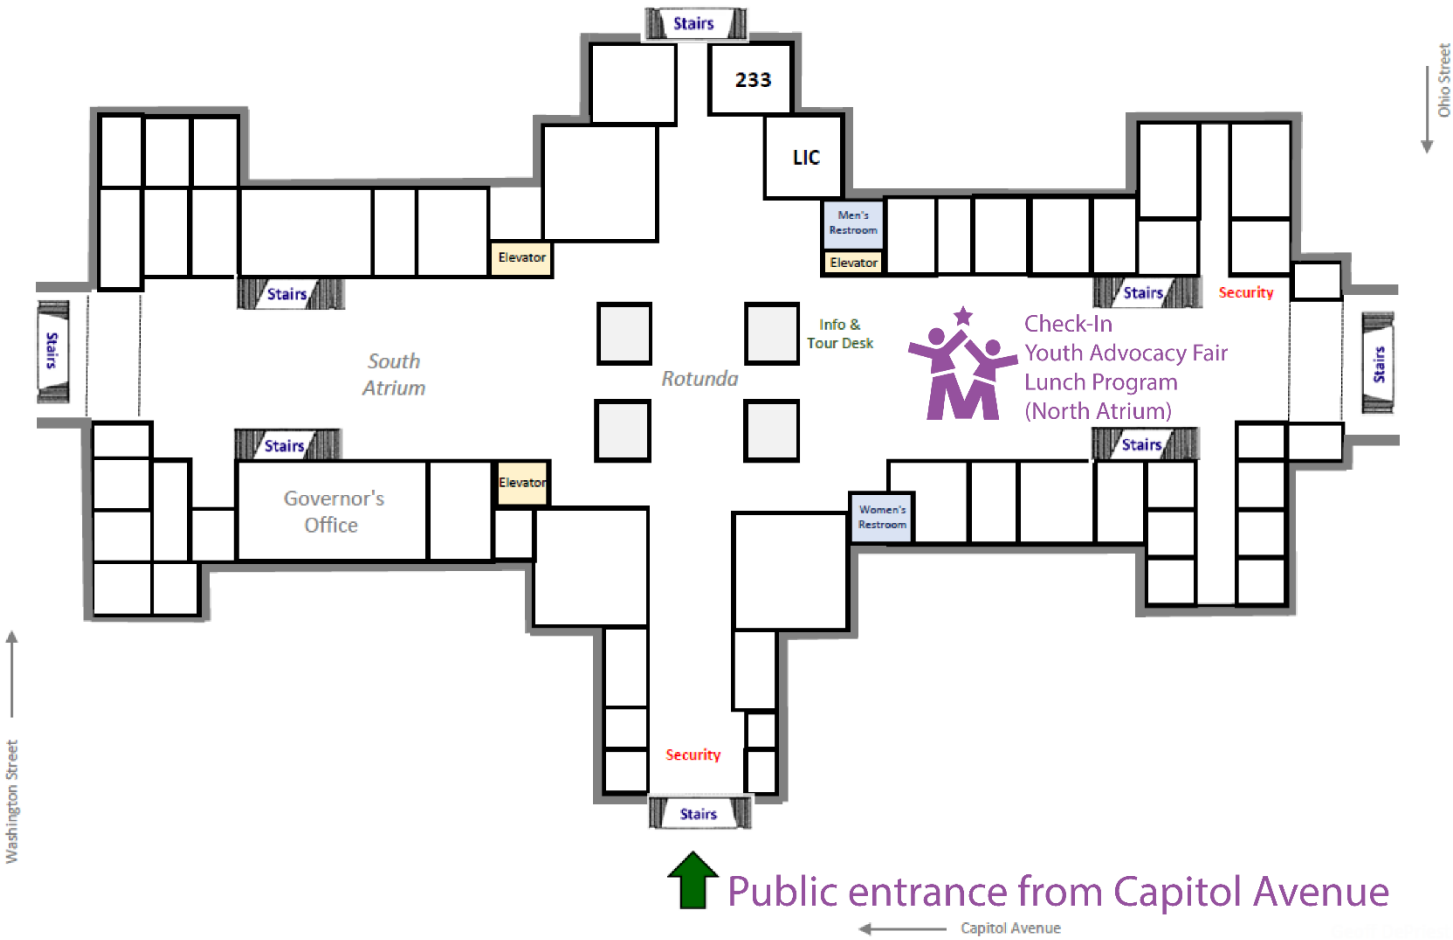 Stairs
Ohio Street
233
LIC
Men's
Restroom
Elevator
Elevator
Stairs
Stairs
Security
Stairs
South
Atrium
Rotunda
Info &
Tour Desk
Check-In
Youth Advocacy Fair
Lunch Program
(North Atrium)
Stairs
Stairs
Stairs
Governor's
Office
Elevator
Women's
Restroom
Security
Stairs
Washington Street
Public entrance from Capitol Avenue
Capitol Avenue